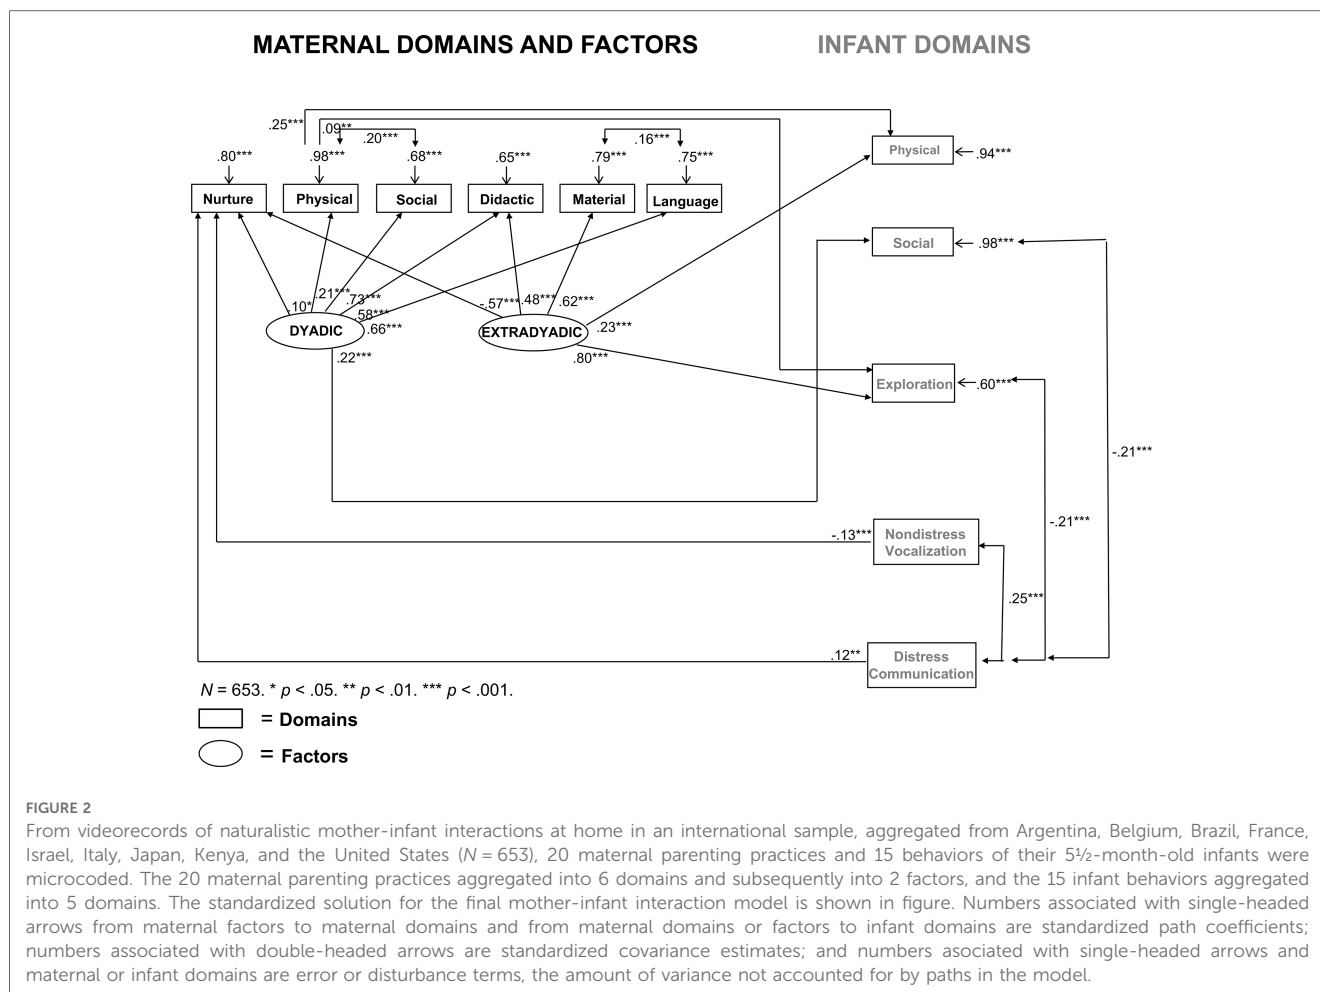 MATERNAL DOMAINS AND FACTORS
INFANT DOMAINS
.25***
.09**
.20***
.16***
.80***
.98***
.68***
.65***
.79***
.75***
Nurture
Physical
Social
Didactic
Material
Language
Physical
.94***
Social
.98***
.10*
.21***
.73***
.58***
.66***
-.57***
.48***
.62***
DYADIC
EXTRADYADIC
.23***
.22***
.80***
Exploration
.60***
-.21***
-.21***
-.13***
Nondistress
Vocalization
.25***
.12**
Distress
Communication
N = 653. * p < .05. ** p < .01. *** p < .001.
= Domains
= Factors
FIGURE 2
From videorecords of naturalistic mother-infant interactions at home in an international sample, aggregated from Argentina, Belgium, Brazil, France,
Israel, Italy, Japan, Kenya, and the United States (N = 653), 20 maternal parenting practices and 15 behaviors of their 5½-month-old infants were
microcoded. The 20 maternal parenting practices aggregated into 6 domains and subsequently into 2 factors, and the 15 infant behaviors aggregated
into 5 domains. The standardized solution for the final mother-infant interaction model is shown in figure. Numbers associated with single-headed
arrows from maternal factors to maternal domains and from maternal domains or factors to infant domains are standardized path coefficients;
numbers associated with double-headed arrows are standardized covariance estimates; and numbers asociated with single-headed arrows and
maternal or infant domains are error or disturbance terms, the amount of variance not accounted for by paths in the model.